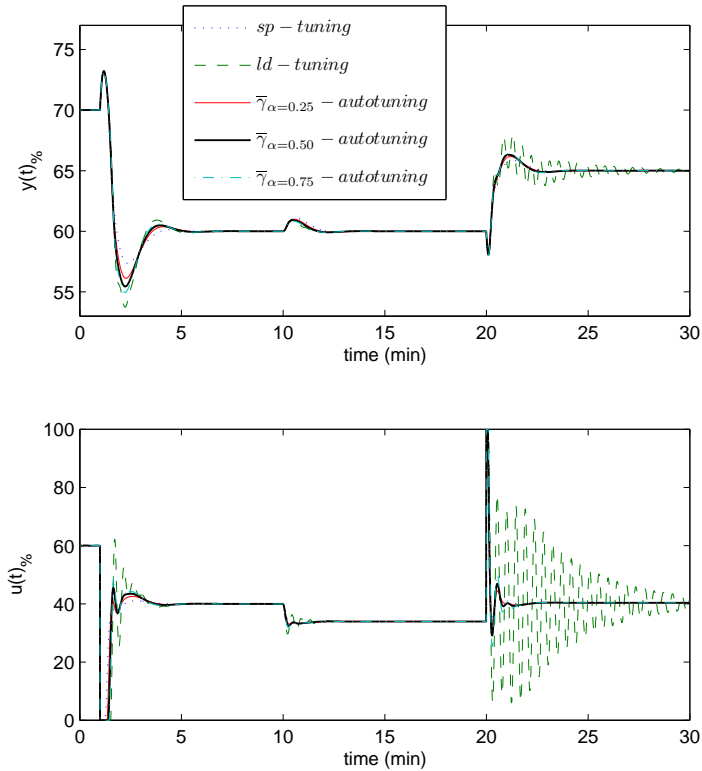 sp − tuning
ld − tuning
γ̅α=0.25 − autotuning
γ̅α=0.50 − autotuning
γ̅α=0.75 − autotuning
75
70
65
60
55
y(t)%
0 5 10 15 20 25 30
time (min)
100
80
60
40
20
0
u(t)%
0 5 10 15 20 25 30
time (min)